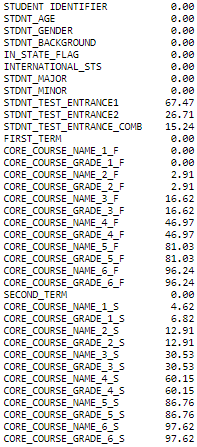 STUDENT IDENTIFIER 0.00
STDNT_AGE 0.00
STDNT_GENDER 0.00
STDNT_BACKGROUND 0.00
IN_STATE_FLAG 0.00
INTERNATIONAL_STS 0.00
STDNT_MAJOR 0.00
STDNT_MINOR 0.00
STDNT_TEST_ENTRANCE1 67.47
STDNT_TEST_ENTRANCE2 26.71
STDNT_TEST_ENTRANCE_COMB 15.24
FIRST_TERM 0.00
CORE_COURSE_NAME_1_F 0.00
CORE_COURSE_GRADE_1_F 0.00
CORE_COURSE_NAME_2_F 2.91
CORE_COURSE_GRADE_2_F 2.91
CORE_COURSE_NAME_3_F 16.62
CORE_COURSE_GRADE_3_F 16.62
CORE_COURSE_NAME_4_F 46.97
CORE_COURSE_GRADE_4_F 46.97
CORE_COURSE_NAME_5_F 81.03
CORE_COURSE_GRADE_5_F 81.03
CORE_COURSE_NAME_6_F 96.24
CORE_COURSE_GRADE_6_F 96.24
SECOND_TERM 0.00
CORE_COURSE_NAME_1_S 4.62
CORE_COURSE_GRADE_1_S 6.82
CORE_COURSE_NAME_2_S 12.91
CORE_COURSE_GRADE_2_S 12.91
CORE_COURSE_NAME_3_S 30.53
CORE_COURSE_GRADE_3_S 30.53
CORE_COURSE_NAME_4_S 60.15
CORE_COURSE_GRADE_4_S 60.15
CORE_COURSE_NAME_5_S 86.76
CORE_COURSE_GRADE_5_S 86.76
CORE_COURSE_NAME_6_S 97.62
CORE_COURSE_GRADE_6_S 97.62